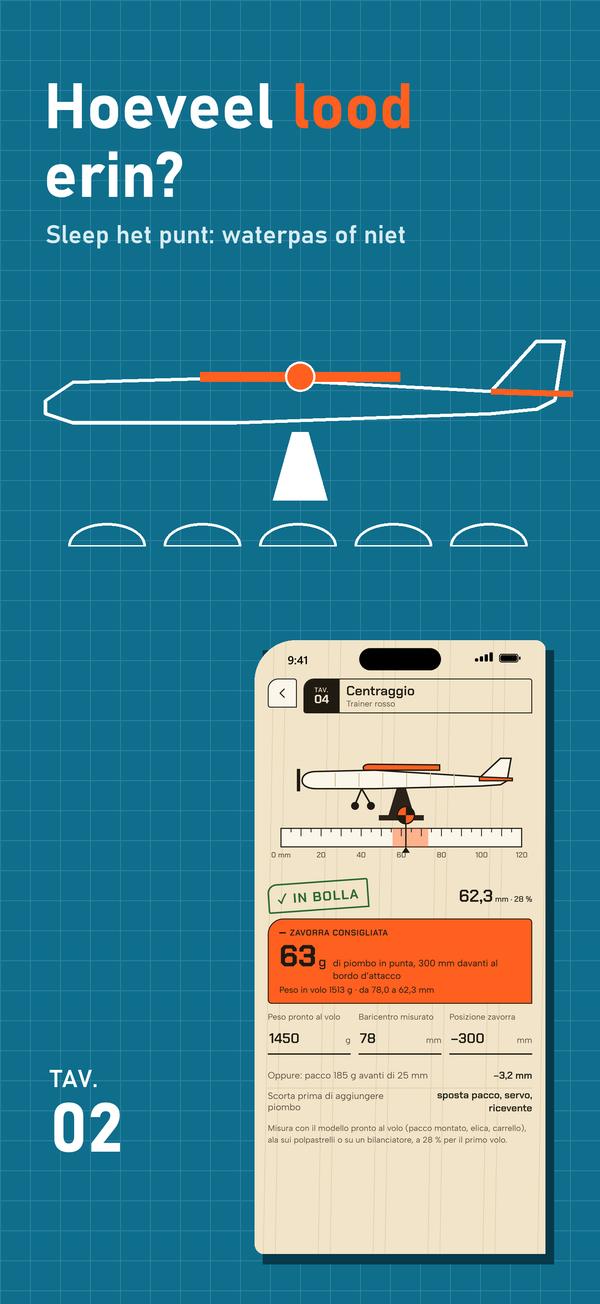 Hoeveel lood
erin?
Sleep het punt: waterpas of niet
9:41
TAV.
04
Centraggio
Trainer rosso
0 mm 20 40 60 80 100 120
✓ IN BOLLA
62,3 mm · 28 %
— ZAVORRA CONSIGLIATA
63 g di piombo in punta, 300 mm davanti al
bordo d'attacco
Peso in volo 1513 g · da 78,0 a 62,3 mm
Peso pronto al volo Baricentro misurato Posizione zavorra
1450 g 78 mm −300 mm
Oppure: pacco 185 g avanti di 25 mm −3,2 mm
Scorta prima di aggiungere
piombo
sposta pacco, servo,
ricevente
Misura con il modello pronto al volo (pacco montato, elica, carrello),
ala sui polpastrelli o su un bilanciatore, a 28 % per il primo volo.
TAV.
02